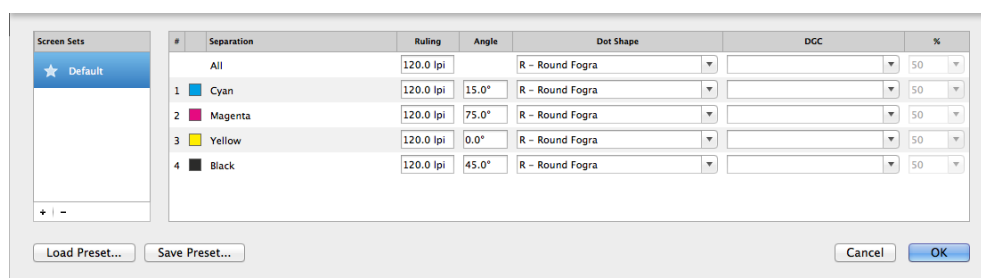 Screen Sets
# Separation Ruling Angle Dot Shape DGC %
Default
All 120.0 lpi R – Round Fogra 50
1 Cyan 120.0 lpi 15.0° R – Round Fogra 50
2 Magenta 120.0 lpi 75.0° R – Round Fogra 50
3 Yellow 120.0 lpi 0.0° R – Round Fogra 50
4 Black 120.0 lpi 45.0° R – Round Fogra 50
+ –
Load Preset... Save Preset... Cancel OK